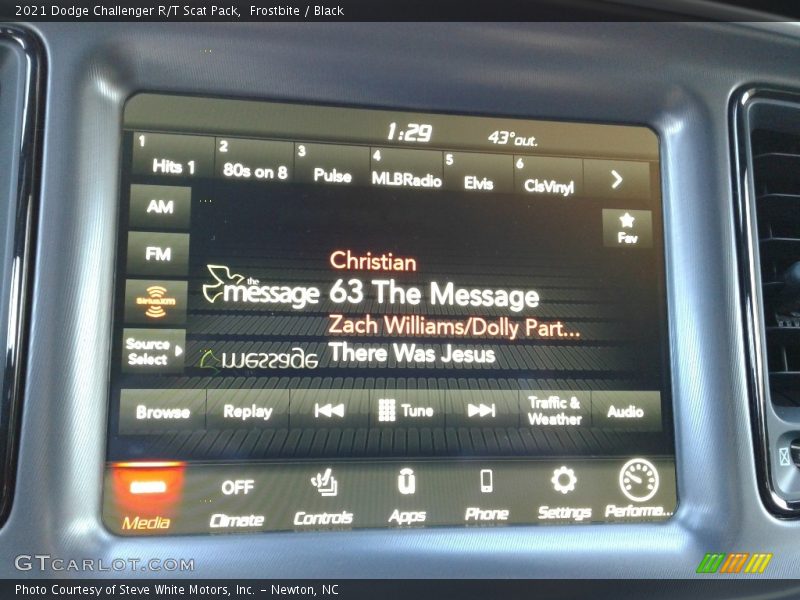 2021 Dodge Challenger R/T Scat Pack,  Frostbite / Black
1:29
43° out.
1 Hits 1
2 80s on 8
3 Pulse
4 MLBRadio
5 Elvis
6 ClsVinyl
AM
FM
SiriusXM
Source Select
Fav
Christian
the message
63 The Message
Zach Williams/Dolly Part...
There Was Jesus
message
Browse
Replay
Tune
Traffic & Weather
Audio
Media
OFF
Climate
Controls
Apps
Phone
Settings
Performa...
GTCARLOT.COM
Photo Courtesy of Steve White Motors, Inc. – Newton, NC